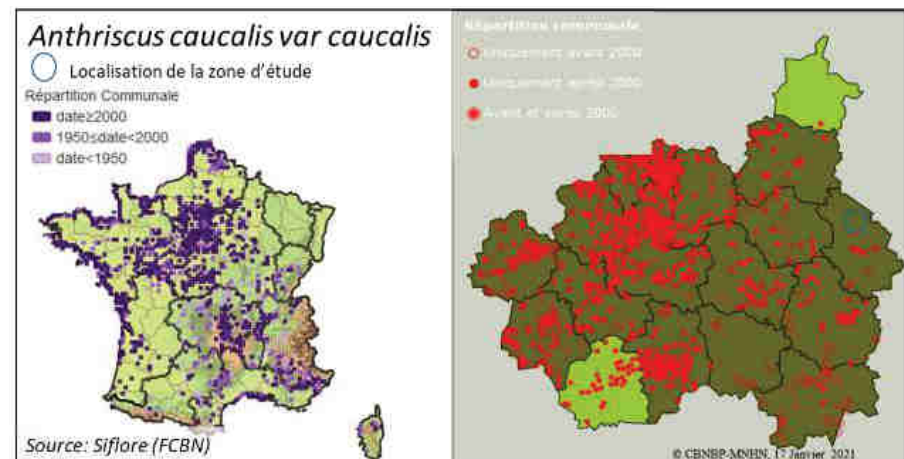 Anthriscus caucalis var caucalis
Localisation de la zone d'étude
Répartition Communale
date≥2000
1950≤date<2000
date<1950
Source: Siflore (FCBN)
Répartition communale
Uniquement avant 2000
Uniquement après 2000
Avant et après 2000
© CBNBP-MNHN, 17 Janvier 2021